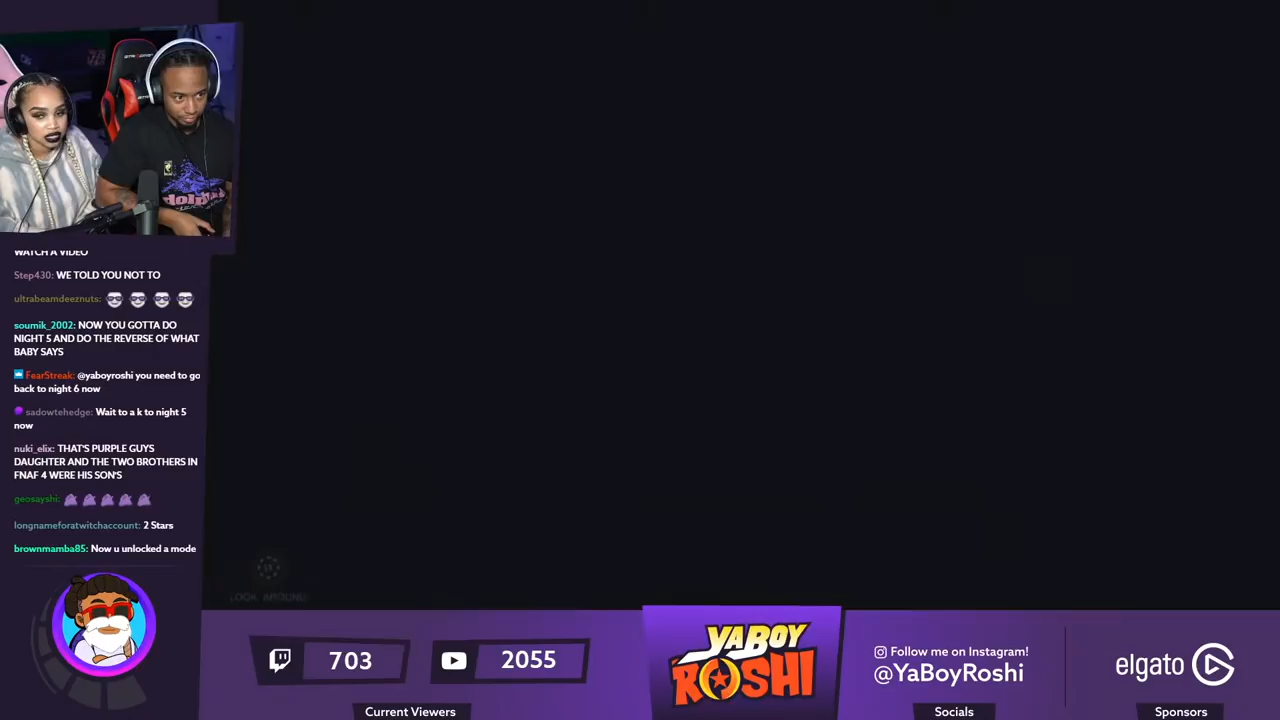 WATCH A VIDEO
Step430: WE TOLD YOU NOT TO
ultrabeamdeeznuts:
soumik_2002: NOW YOU GOTTA DO
NIGHT 5 AND DO THE REVERSE OF WHAT
BABY SAYS
FearStreak: @yaboyroshi you need to go
back to night 6 now
sadowtehedge: Wait to a k to night 5
now
nuki_elix: THAT'S PURPLE GUYS
DAUGHTER AND THE TWO BROTHERS IN
FNAF 4 WERE HIS SON'S
geosayshi:
longnameforatwitchaccount: 2 Stars
brownmamba85: Now u unlocked a mode
LOOK AROUND
703
2055
Current Viewers
YABOY
ROSHI
Follow me on Instagram!
@YaBoyRoshi
Socials
elgato
Sponsors